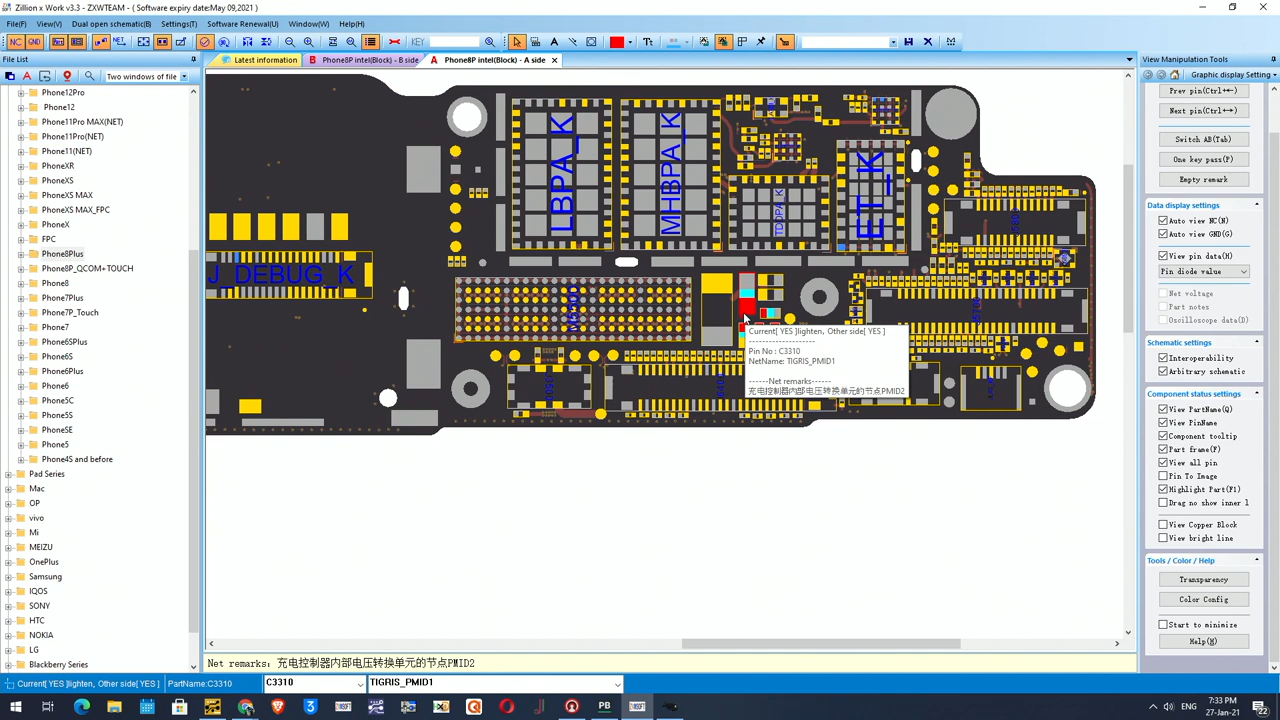 Zillion x Work v3.3 - ZXWTEAM - ( Software expiry date:May 09,2021 )
File(F) View(V) Dual open schematic(B) Settings(T) Software Renewal(U) Window(W) Help(H)
NC GND NET KEY
File List
Latest information
B Phone8P intel(Block) - B side
A Phone8P intel(Block) - A side
View Manipulation Tools
Two windows of file
Graphic display Setting
Phone12Pro
Phone12
Phone11Pro MAX(NET)
Phone11Pro(NET)
Phone11(NET)
PhoneXR
PhoneXS
PhoneXS MAX
PhoneXS MAX_FPC
PhoneX
FPC
Phone8Plus
Phone8P_QCOM+TOUCH
Phone8
Phone7Plus
Phone7P_Touch
Phone7
Phone6SPlus
Phone6S
Phone6Plus
Phone6
Phone5C
Phone5S
PhoneSE
Phone5
Phone4S and before
Pad Series
Mac
OP
vivo
Mi
MEIZU
OnePlus
Samsung
IQOS
SONY
HTC
NOKIA
LG
Blackberry Series
LBPA_K
MHBPA_K
TDDPA_K
ET_K
J_DEBUG_K
Current[ YES ]lighten, Other side[ YES ]
--------------------
Pin No : C3310
NetName: TIGRIS_PMID1
------Net remarks------
充电控制器内部电压转换单元的节点PMID2
Prev pin(Ctrl+←)
Next pin(Ctrl+→)
Switch AB(Tab)
One key pass(P)
Empty remark
Data display settings
Auto view NC(N)
Auto view GND(G)
View pin data(M)
Pin diode value
Net voltage
Part notes
Oscilloscope data(D)
Schematic settings
Interoperability
Arbitrary schematic
Component status settings
View PartName(Q)
View PinName
Component tooltip
Part frame(F)
View all pin
Pin To Image
Highlight Part(F1)
Drag no show inner l
View Copper Block
View bright line
Tools / Color / Help
Transparency
Color Config
Start to minimize
Help(H)
Net remarks: 充电控制器内部电压转换单元的节点PMID2
Current[ YES ]lighten, Other side[ YES ] PartName:C3310 C3310 TIGRIS_PMID1
PB
ENG
7:33 PM
27-Jan-21
22